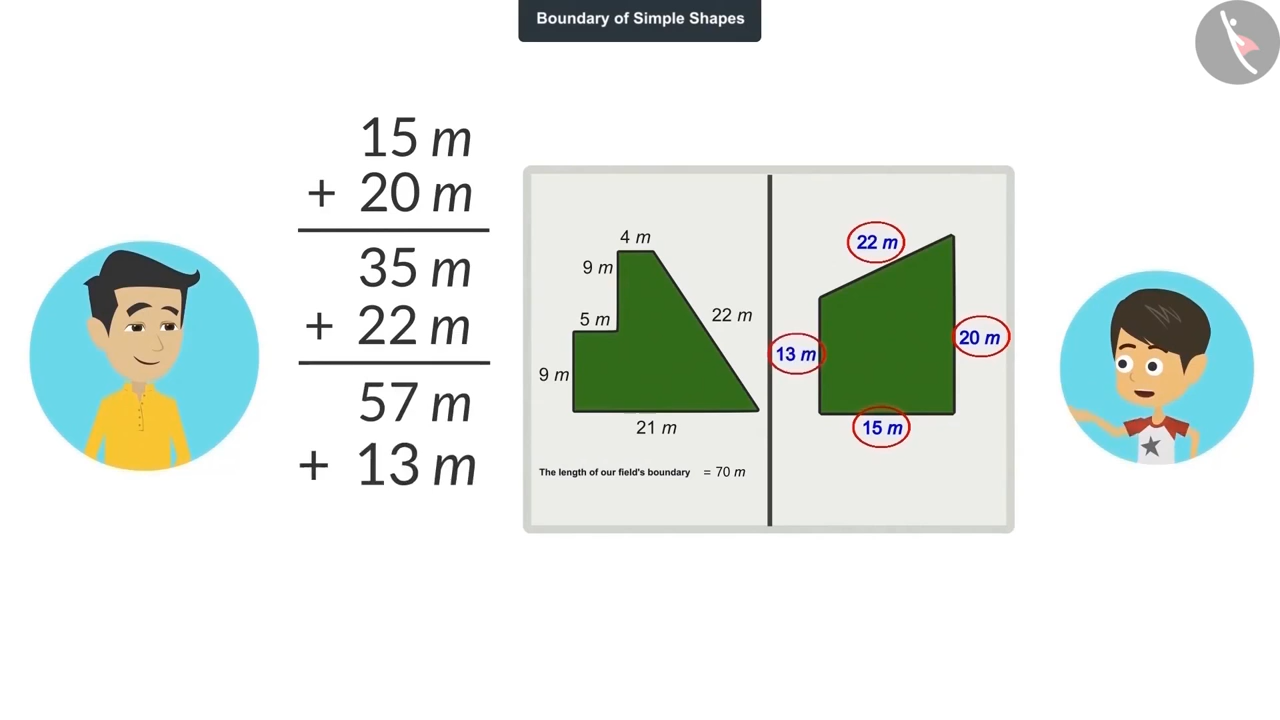 Boundary of Simple Shapes
15 m
+ 20 m
35 m
+ 22 m
57 m
+ 13 m
4 m
9 m
5 m
22 m
9 m
21 m
The length of our field's boundary = 70 m
22 m
20 m
13 m
15 m